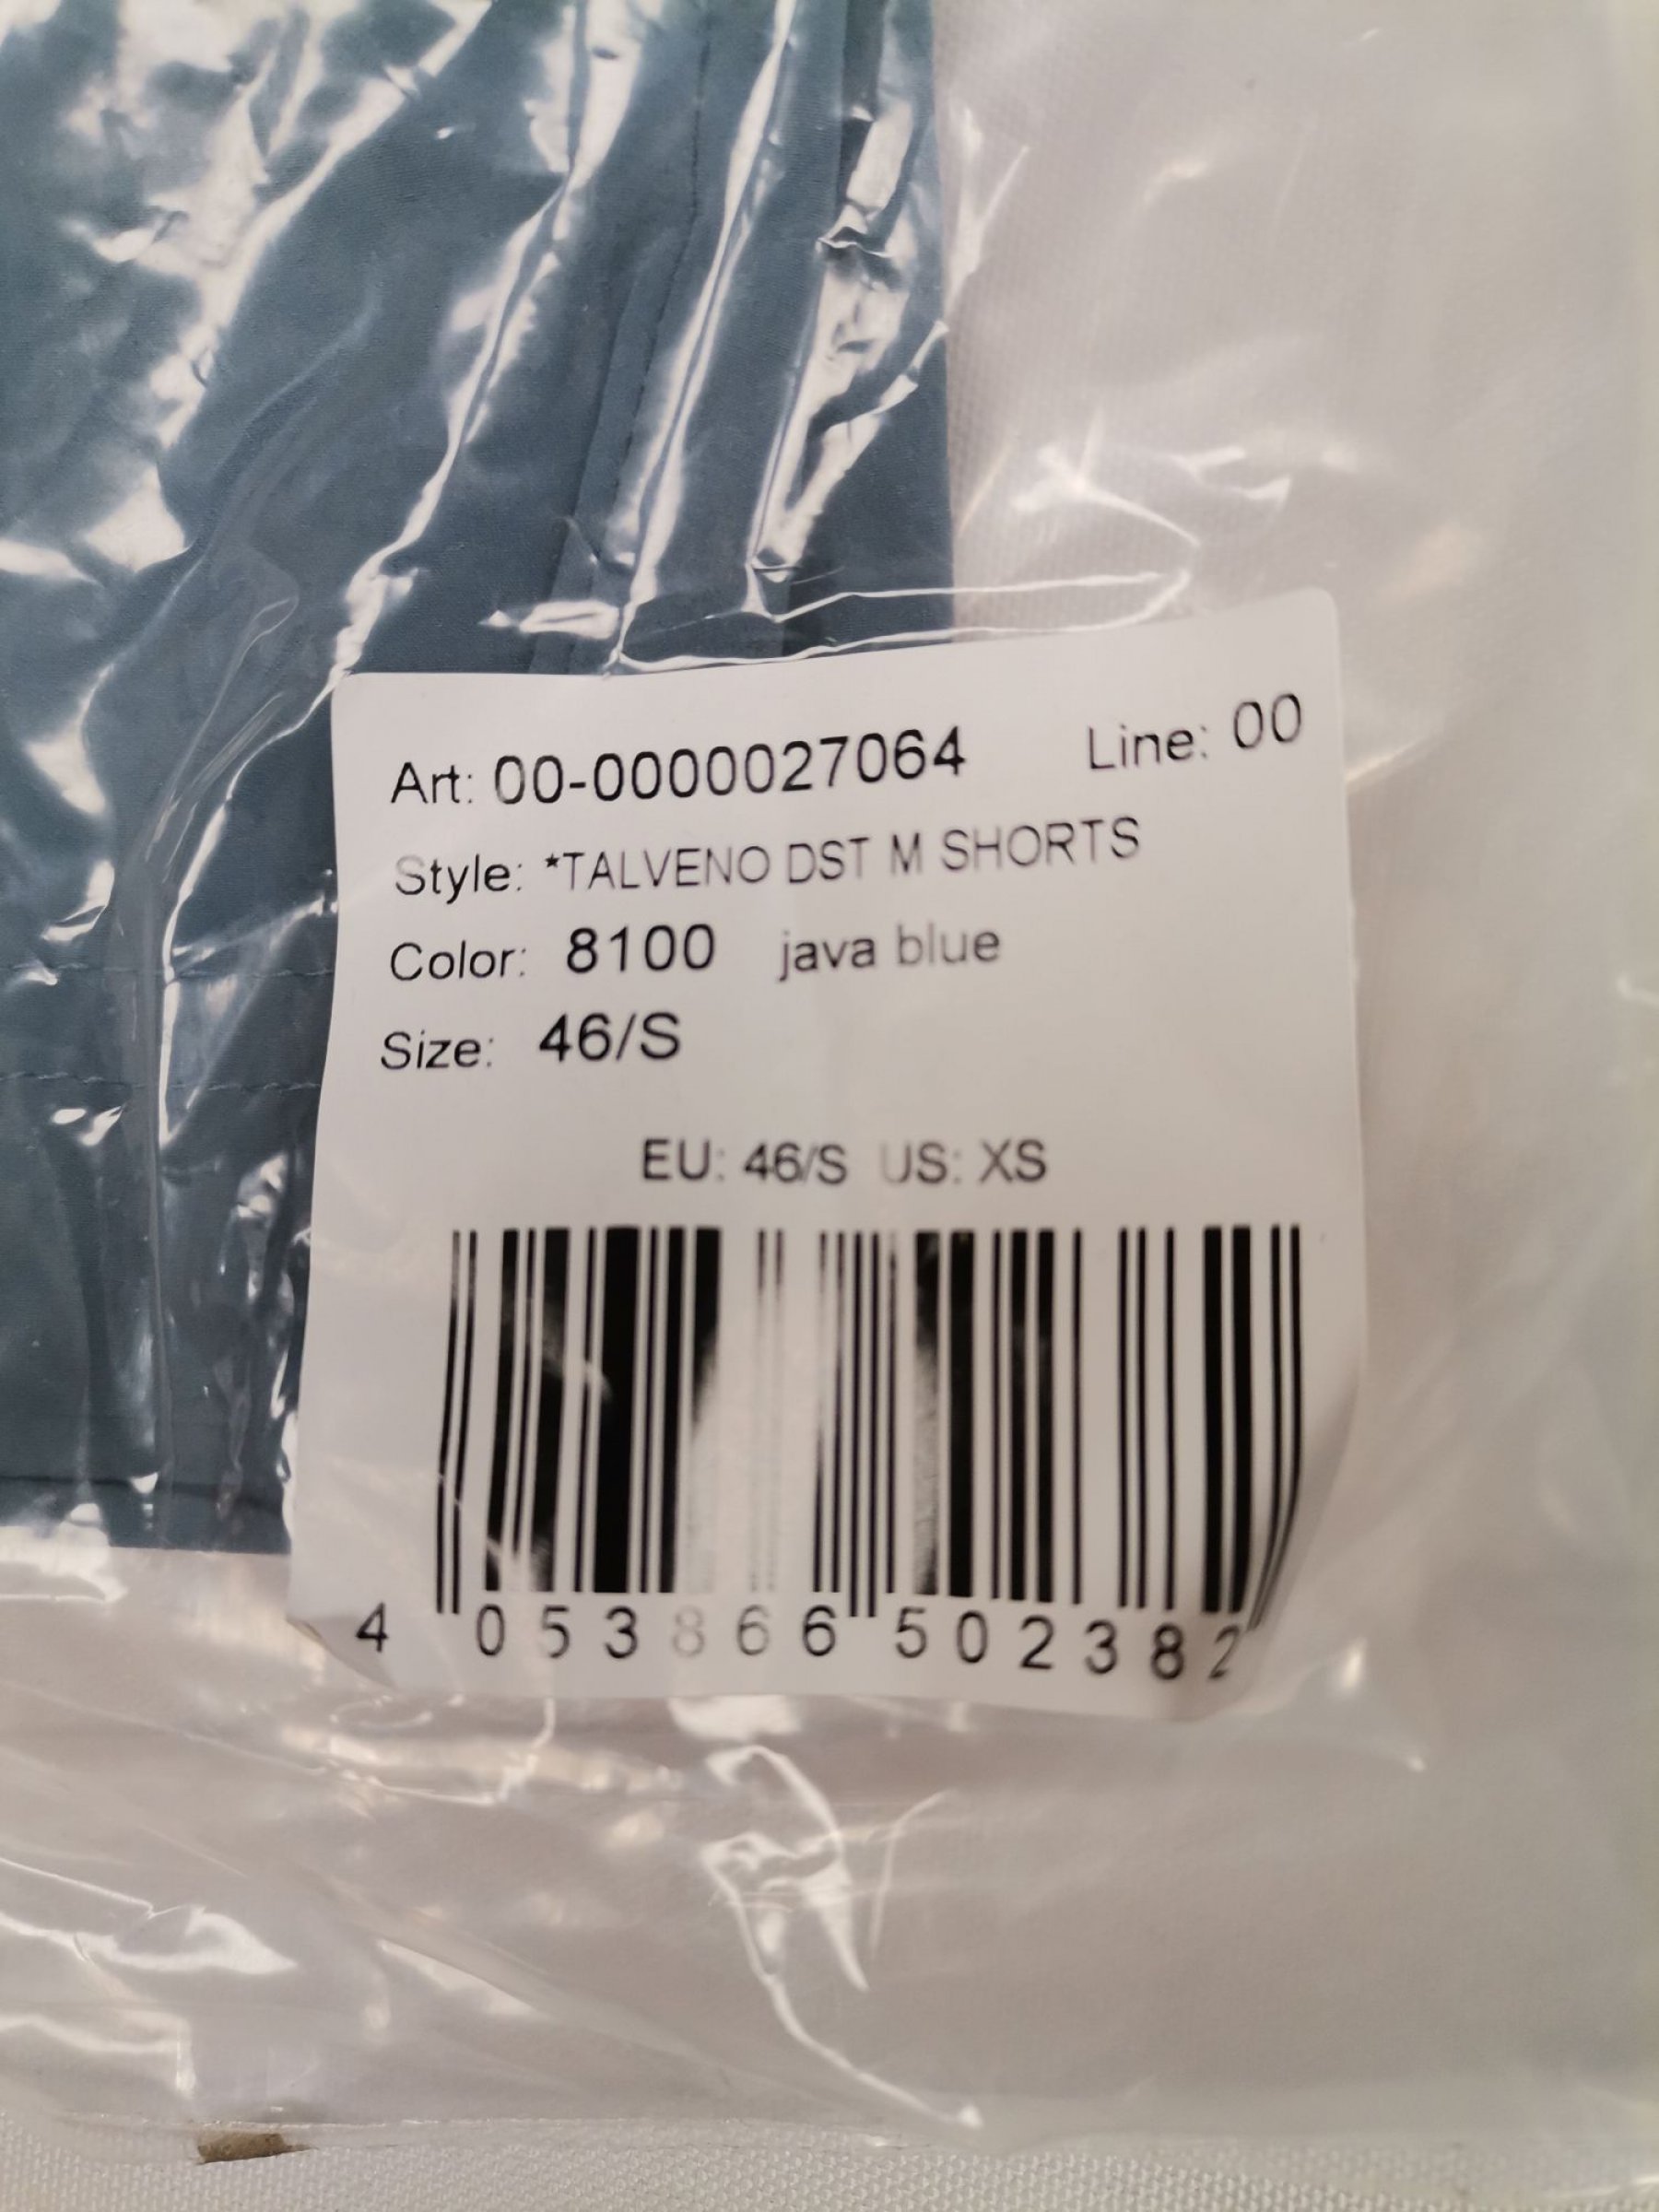 Art: 00-0000027064 Line: 00
Style: *TALVENO DST M SHORTS
Color: 8100 java blue
Size: 46/S
EU: 46/S US: XS
4 053866 502382